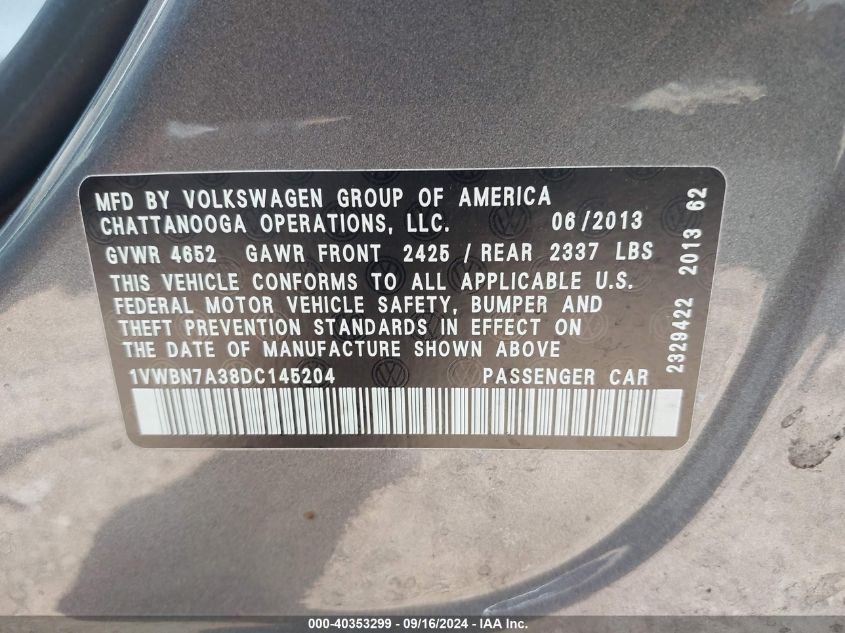 MFD BY VOLKSWAGEN GROUP OF AMERICA
CHATTANOOGA OPERATIONS, LLC. 06/2013
GVWR 4652 GAWR FRONT 2425 / REAR 2337 LBS
THIS VEHICLE CONFORMS TO ALL APPLICABLE U.S.
FEDERAL MOTOR VEHICLE SAFETY, BUMPER AND
THEFT PREVENTION STANDARDS IN EFFECT ON
THE DATE OF MANUFACTURE SHOWN ABOVE
1VWBN7A38DC145204 PASSENGER CAR
2329422 2013 62
000-40353299 - 09/16/2024 - IAA Inc.